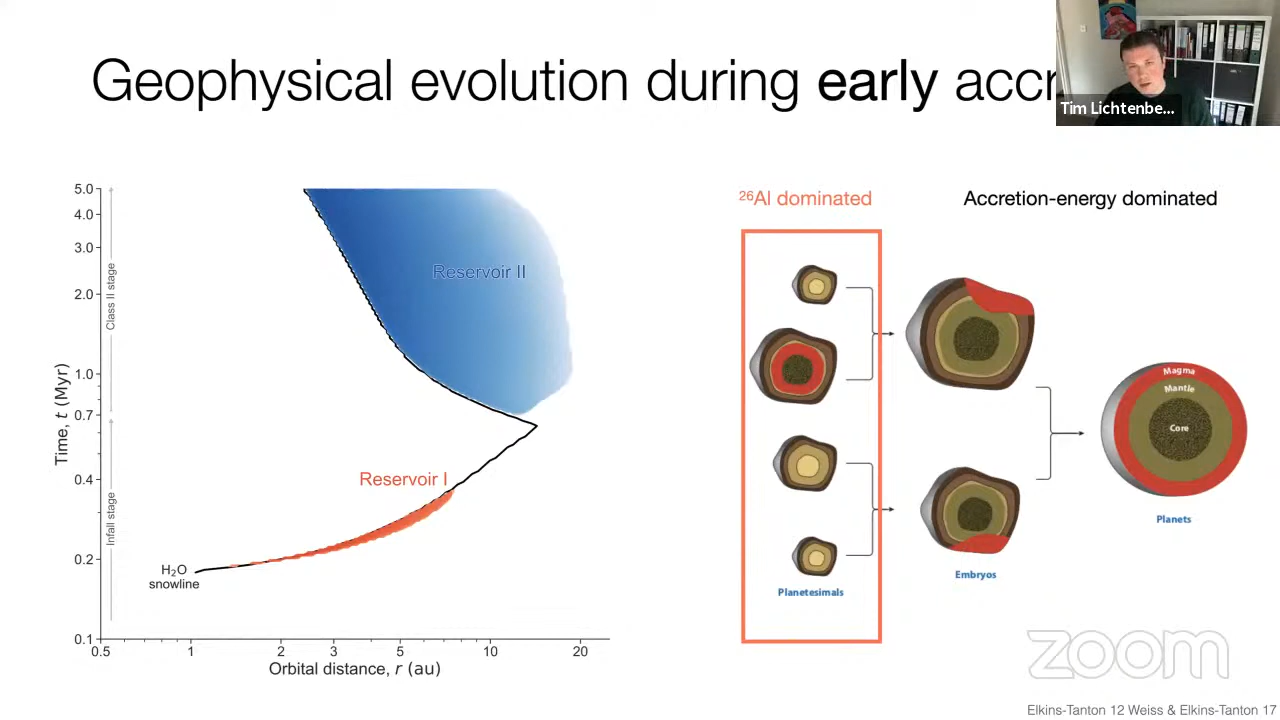 Geophysical evolution during early accr
Tim Lichtenbe...
5.0
4.0
3.0
2.0
1.0
0.7
0.4
0.2
0.1
Time, t (Myr)
Class II stage
Infall stage
Reservoir II
Reservoir I
H2O
snowline
0.5
1
2
3
5
10
20
Orbital distance, r (au)
26Al dominated
Accretion-energy dominated
Planetesimals
Embryos
Magma
Mantle
Core
Planets
zoom
Elkins-Tanton 12 Weiss & Elkins-Tanton 17